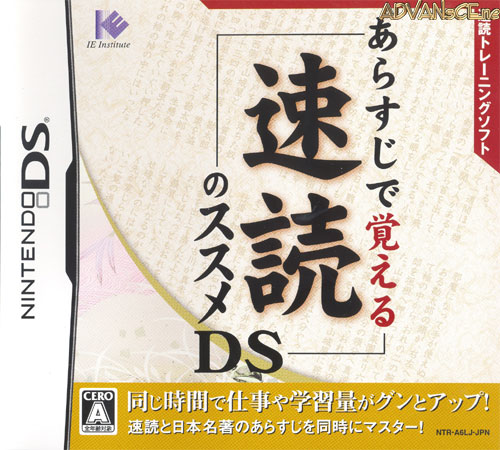 ADVANsCEne
IE Institute
読トレーニングソフト
あらすじで覚える
速読
のススメ
DS
NINTENDO DS®
CERO
A
全年齢対象
同じ時間で仕事や学習量がグンとアップ!
速読と日本名著のあらすじを同時にマスター!
NTR-A6LJ-JPN